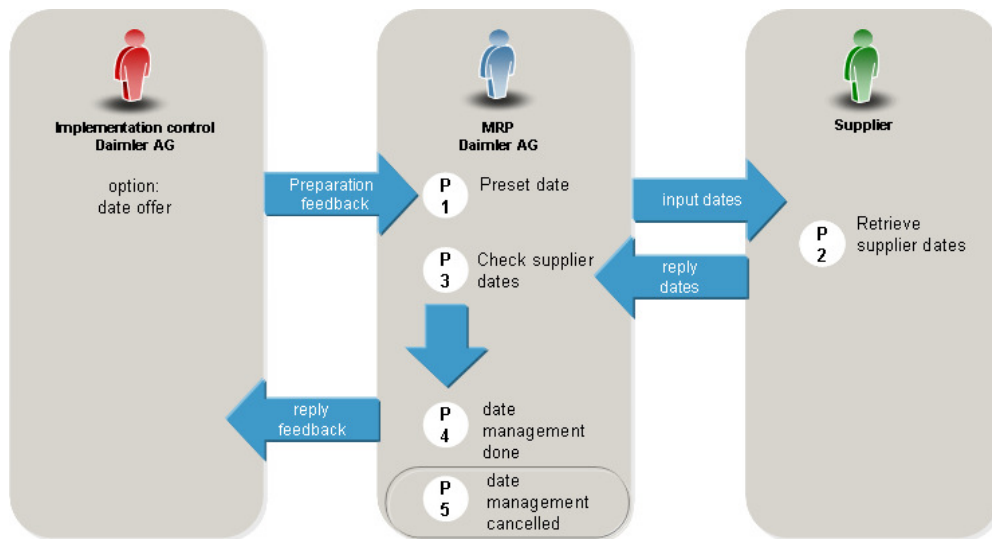 Implementation control
Daimler AG
option:
date offer
Preparation
feedback
MRP
Daimler AG
P
1
Preset date
input dates
Supplier
P
2
Retrieve
supplier dates
P
3
Check supplier
dates
reply
dates
reply
feedback
P
4
date
management
done
P
5
date
management
cancelled